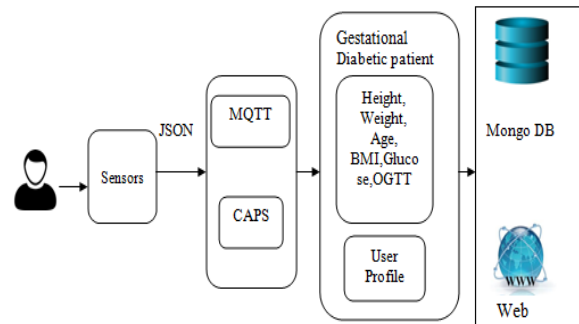 Sensors
JSON
MQTT
CAPS
Gestational
Diabetic patient
Height,
Weight,
Age,
BMI,Gluco
se,OGTT
User
Profile
Mongo DB
WWW
Web